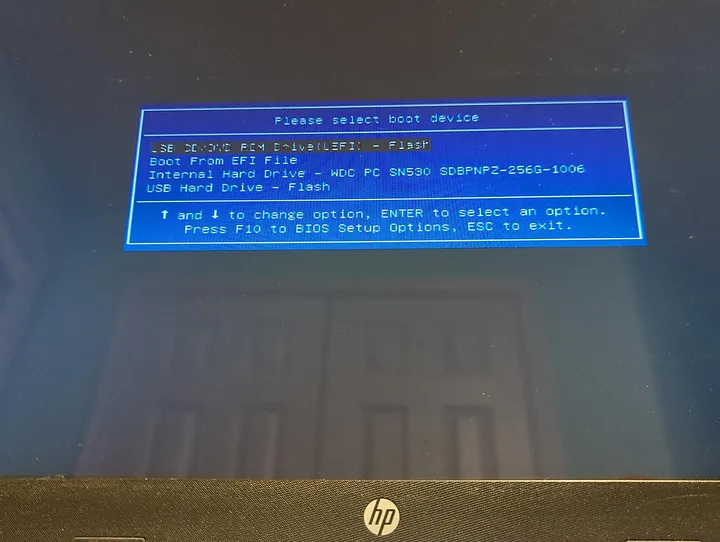 Please select boot device
USB CD/DVD ROM Drive(UEFI) - Flash
Boot From EFI File
Internal Hard Drive - WDC PC SN530 SDBPNPZ-256G-1006
USB Hard Drive - Flash
↑ and ↓ to change option, ENTER to select an option.
Press F10 to BIOS Setup Options, ESC to exit.
hp